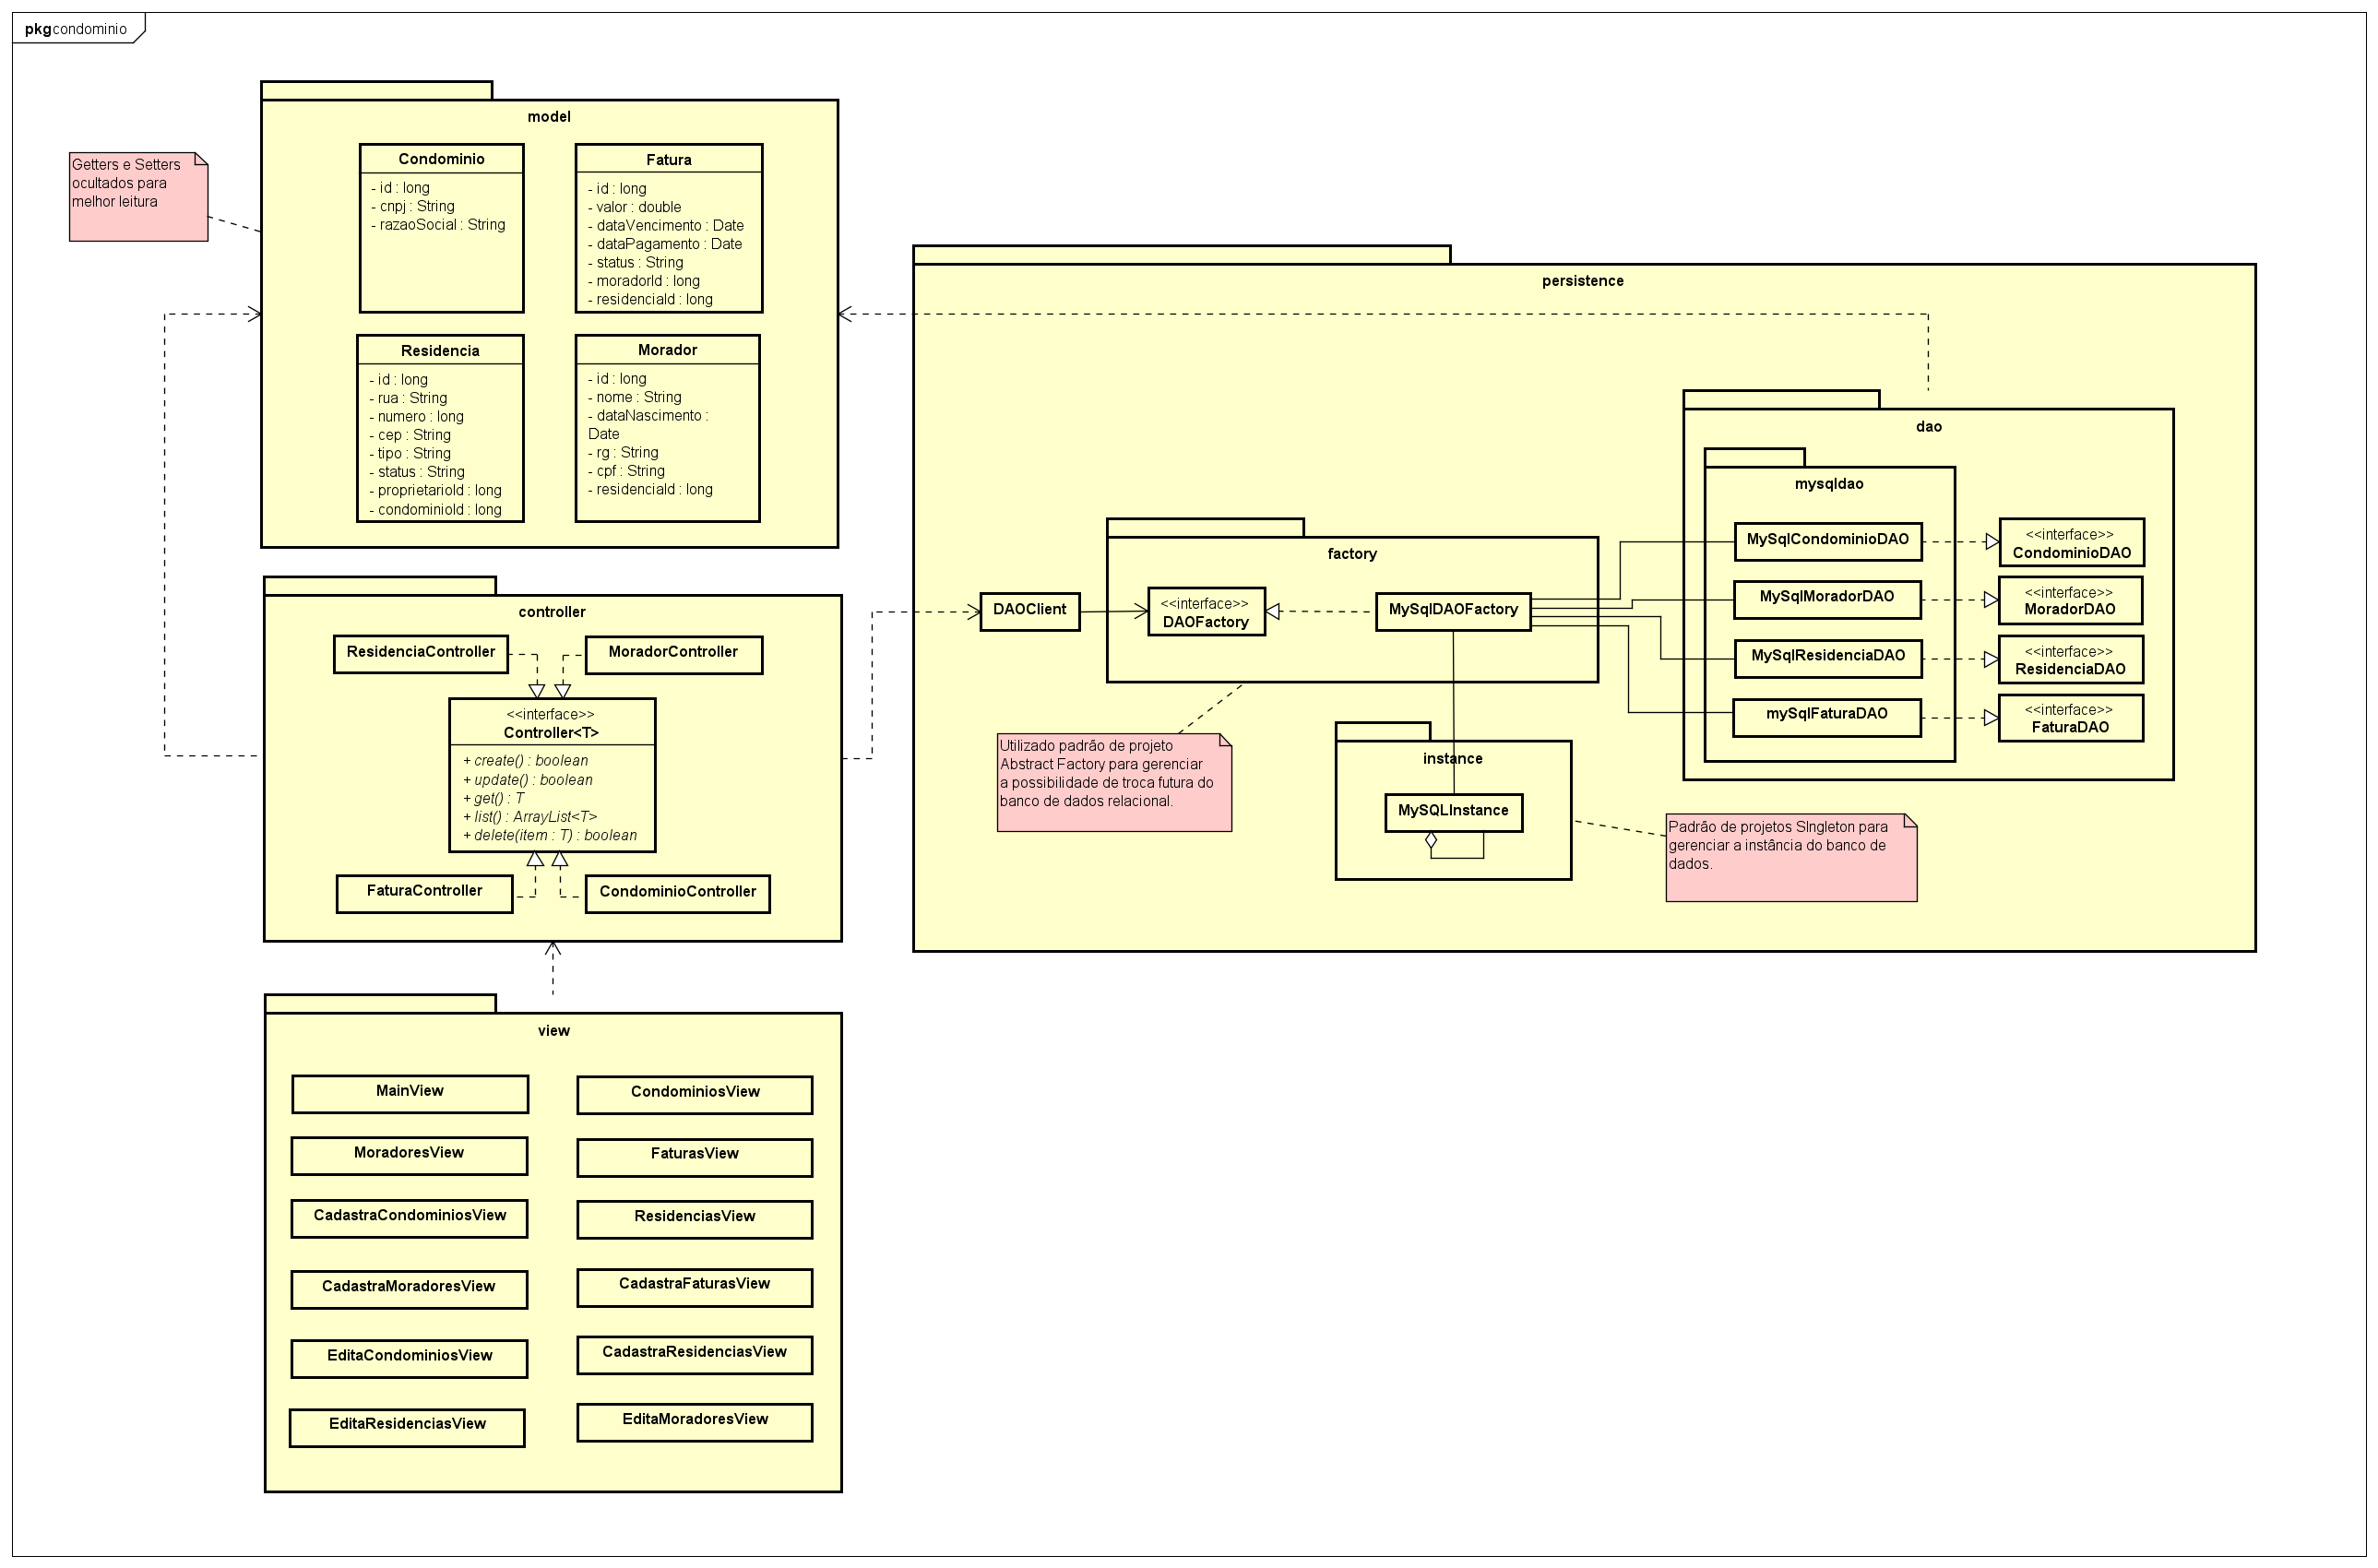 pkg condominio
model
Getters e Setters
ocultados para
melhor leitura
Condominio
- id : long
- cnpj : String
- razaoSocial : String
Fatura
- id : long
- valor : double
- dataVencimento : Date
- dataPagamento : Date
- status : String
- moradorId : long
- residenciaId : long
Residencia
- id : long
- rua : String
- numero : long
- cep : String
- tipo : String
- status : String
- proprietarioId : long
- condominioId : long
Morador
- id : long
- nome : String
- dataNascimento :
Date
- rg : String
- cpf : String
- residenciaId : long
controller
ResidenciaController
MoradorController
<<interface>>
Controller<T>
+ create() : boolean
+ update() : boolean
+ get() : T
+ list() : ArrayList<T>
+ delete(item : T) : boolean
FaturaController
CondominioController
view
MainView
CondominiosView
MoradoresView
FaturasView
CadastraCondominiosView
ResidenciasView
CadastraMoradoresView
CadastraFaturasView
EditaCondominiosView
CadastraResidenciasView
EditaResidenciasView
EditaMoradoresView
persistence
DAOClient
factory
<<interface>>
DAOFactory
MySqlDAOFactory
Utilizado padrão de projeto
Abstract Factory para gerenciar
a possibilidade de troca futura do
banco de dados relacional.
instance
MySQLInstance
Padrão de projetos SIngleton para
gerenciar a instância do banco de
dados.
dao
mysqldao
MySqlCondominioDAO
MySqlMoradorDAO
MySqlResidenciaDAO
mySqlFaturaDAO
<<interface>>
CondominioDAO
<<interface>>
MoradorDAO
<<interface>>
ResidenciaDAO
<<interface>>
FaturaDAO